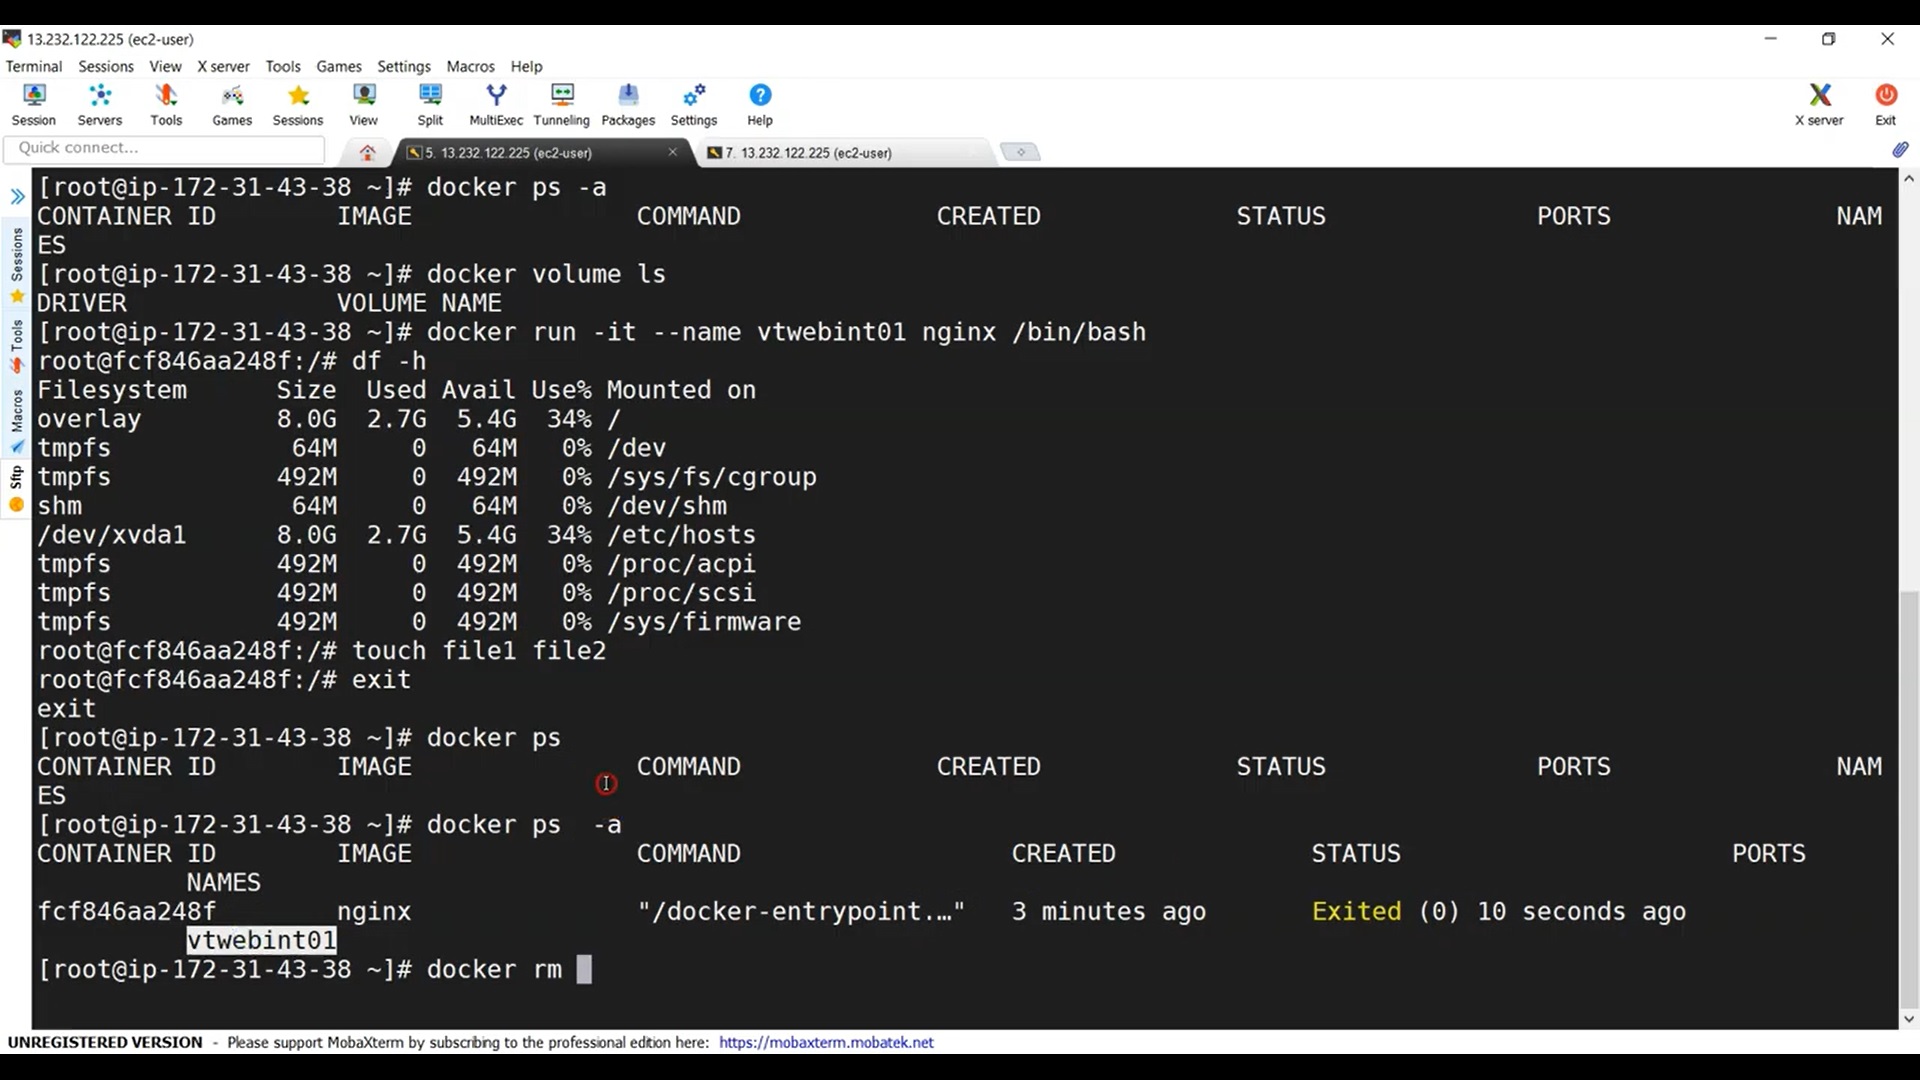 13.232.122.225 (ec2-user)
Terminal Sessions View X server Tools Games Settings Macros Help
Session Servers Tools Games Sessions View Split MultiExec Tunneling Packages Settings Help X server Exit
Quick connect... 5. 13.232.122.225 (ec2-user) 7. 13.232.122.225 (ec2-user)
Sessions
Tools
Macros
Sftp
[root@ip-172-31-43-38 ~]# docker ps -a
CONTAINER ID IMAGE COMMAND CREATED STATUS PORTS NAM
ES
[root@ip-172-31-43-38 ~]# docker volume ls
DRIVER VOLUME NAME
[root@ip-172-31-43-38 ~]# docker run -it --name vtwebint01 nginx /bin/bash
root@fcf846aa248f:/# df -h
Filesystem Size Used Avail Use% Mounted on
overlay 8.0G 2.7G 5.4G 34% /
tmpfs 64M 0 64M 0% /dev
tmpfs 492M 0 492M 0% /sys/fs/cgroup
shm 64M 0 64M 0% /dev/shm
/dev/xvda1 8.0G 2.7G 5.4G 34% /etc/hosts
tmpfs 492M 0 492M 0% /proc/acpi
tmpfs 492M 0 492M 0% /proc/scsi
tmpfs 492M 0 492M 0% /sys/firmware
root@fcf846aa248f:/# touch file1 file2
root@fcf846aa248f:/# exit
exit
[root@ip-172-31-43-38 ~]# docker ps
CONTAINER ID IMAGE COMMAND CREATED STATUS PORTS NAM
ES
[root@ip-172-31-43-38 ~]# docker ps  -a
CONTAINER ID IMAGE COMMAND CREATED STATUS PORTS
NAMES
fcf846aa248f nginx "/docker-entrypoint.…" 3 minutes ago Exited (0) 10 seconds ago
vtwebint01
[root@ip-172-31-43-38 ~]# docker rm
UNREGISTERED VERSION - Please support MobaXterm by subscribing to the professional edition here: https://mobaxterm.mobatek.net